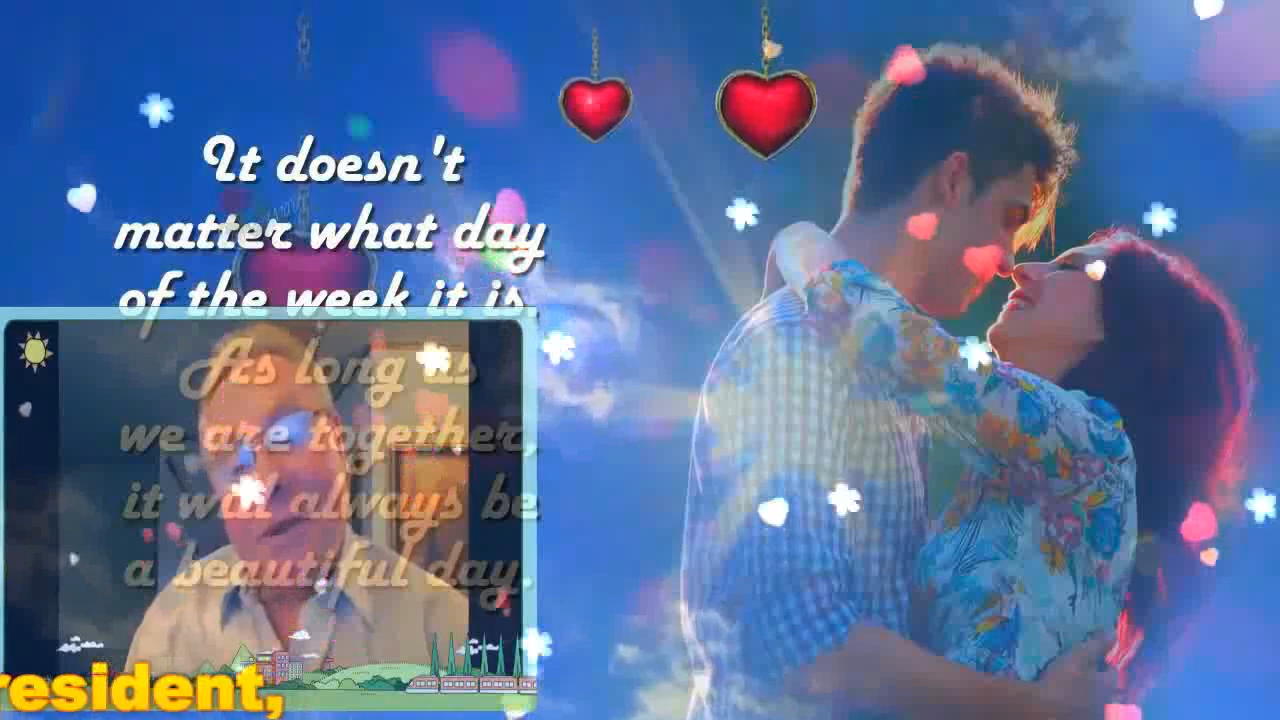 It doesn't
matter what day
of the week it is.
As long as
we are together,
it will always be
a beautiful day.
resident,